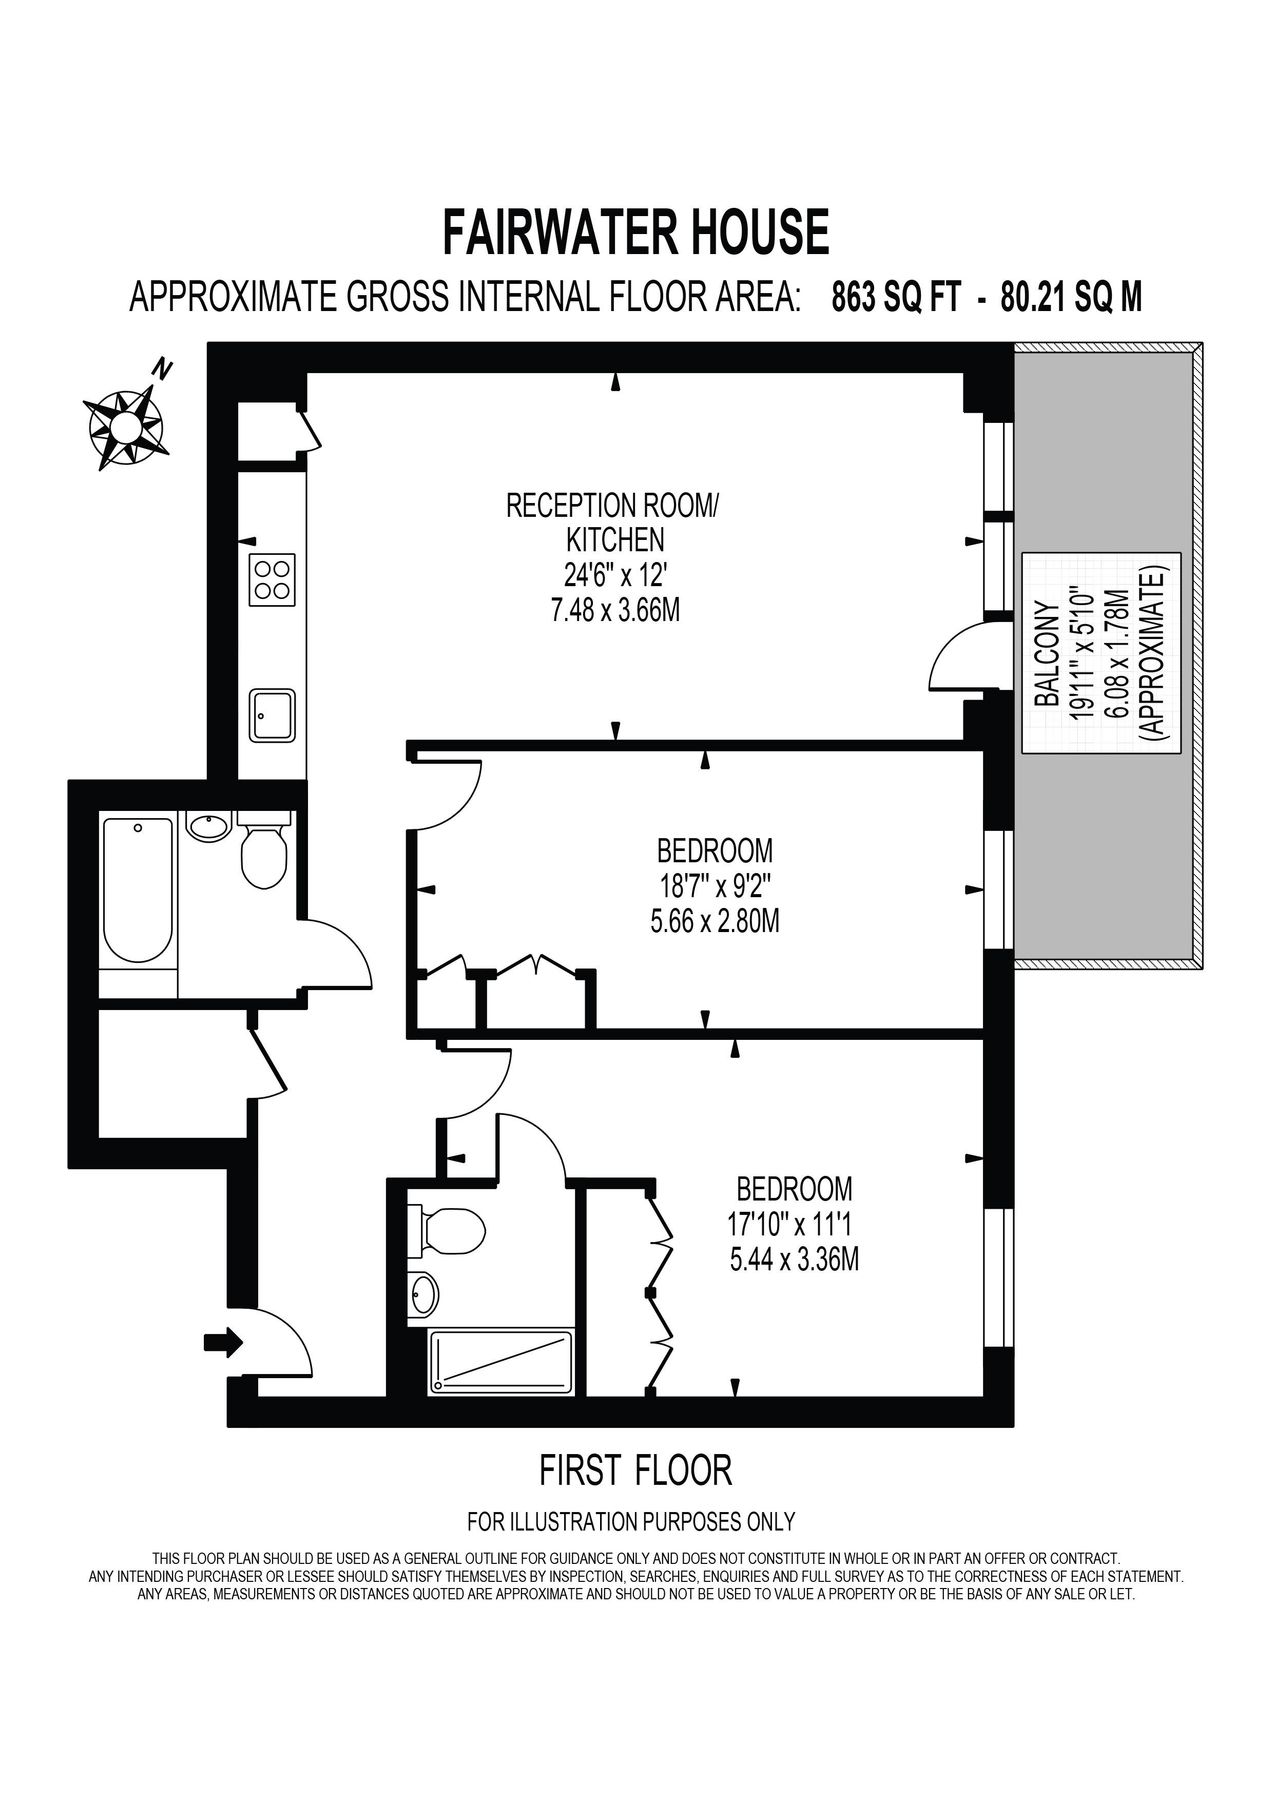 FAIRWATER HOUSE
APPROXIMATE GROSS INTERNAL FLOOR AREA: 863 SQ FT - 80.21 SQ M
N
RECEPTION ROOM/
KITCHEN
24'6" x 12'
7.48 x 3.66M
BALCONY
19'11" x 5'10"
6.08 x 1.78M
(APPROXIMATE)
BEDROOM
18'7" x 9'2"
5.66 x 2.80M
BEDROOM
17'10" x 11'1
5.44 x 3.36M
FIRST FLOOR
FOR ILLUSTRATION PURPOSES ONLY
THIS FLOOR PLAN SHOULD BE USED AS A GENERAL OUTLINE FOR GUIDANCE ONLY AND DOES NOT CONSTITUTE IN WHOLE OR IN PART AN OFFER OR CONTRACT.
ANY INTENDING PURCHASER OR LESSEE SHOULD SATISFY THEMSELVES BY INSPECTION, SEARCHES, ENQUIRIES AND FULL SURVEY AS TO THE CORRECTNESS OF EACH STATEMENT.
ANY AREAS, MEASUREMENTS OR DISTANCES QUOTED ARE APPROXIMATE AND SHOULD NOT BE USED TO VALUE A PROPERTY OR BE THE BASIS OF ANY SALE OR LET.